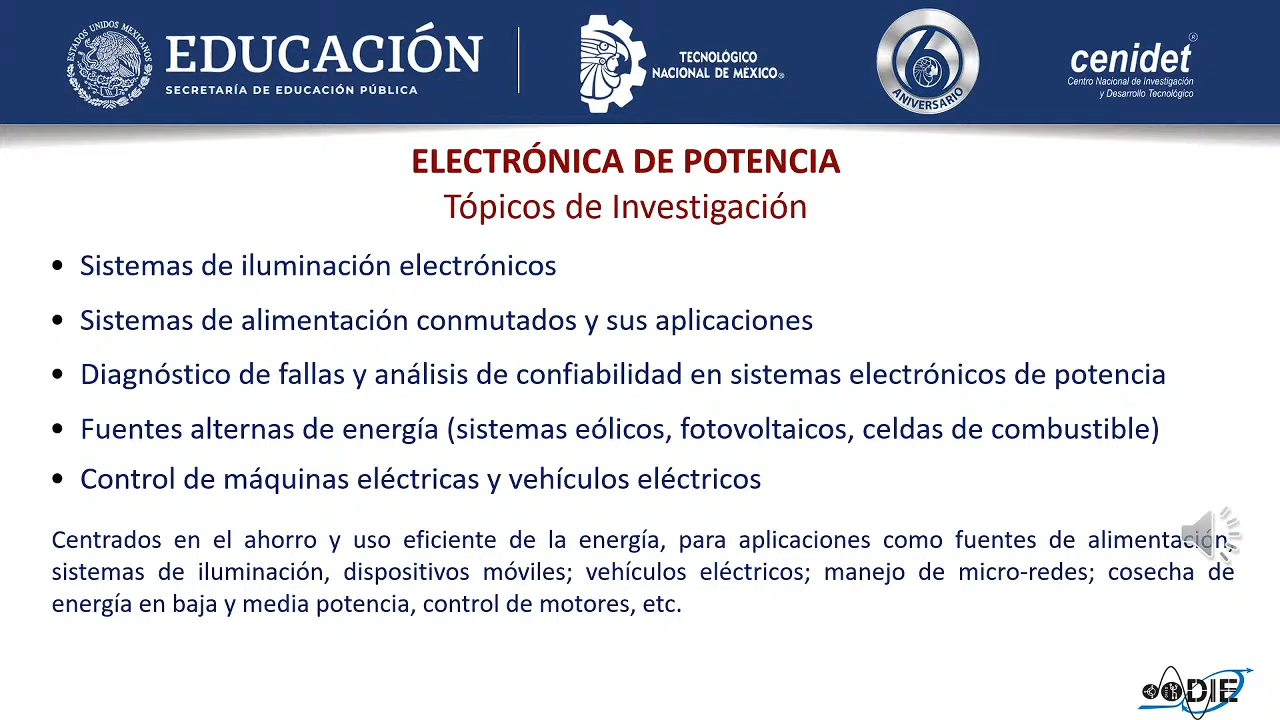 ESTADOS UNIDOS MEXICANOS
EDUCACIÓN
SECRETARÍA DE EDUCACIÓN PÚBLICA
TECNOLÓGICO
NACIONAL DE MÉXICO®
6
ANIVERSARIO
cenidet®
Centro Nacional de Investigación
y Desarrollo Tecnológico
ELECTRÓNICA DE POTENCIA
Tópicos de Investigación
• Sistemas de iluminación electrónicos
• Sistemas de alimentación conmutados y sus aplicaciones
• Diagnóstico de fallas y análisis de confiabilidad en sistemas electrónicos de potencia
• Fuentes alternas de energía (sistemas eólicos, fotovoltaicos, celdas de combustible)
• Control de máquinas eléctricas y vehículos eléctricos
Centrados en el ahorro y uso eficiente de la energía, para aplicaciones como fuentes de alimentación,
sistemas de iluminación, dispositivos móviles; vehículos eléctricos; manejo de micro-redes; cosecha de
energía en baja y media potencia, control de motores, etc.
DIE